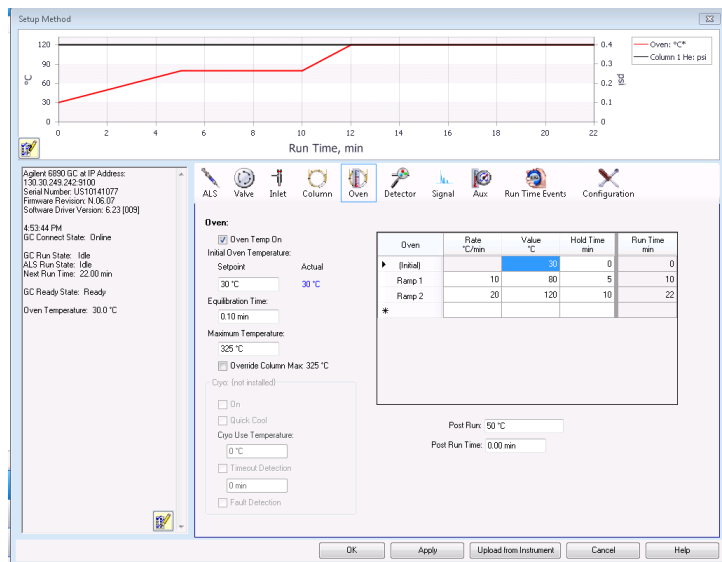 Setup Method
120
90
60
30
0
°C
0.4
0.3
0.2
0.1
0
psi
Oven: °C*
Column 1 He: psi
0 2 4 6 8 10 12 14 16 18 20 22
Run Time, min
Agilent 6890 GC at IP Address:
130.30.249.242:9100
Serial Number: US10141077
Firmware Revision: N.06.07
Software Driver Version: 6.23 [009]
4:53:44 PM
GC Connect State: Online
GC Run State: Idle
ALS Run State: Idle
Next Run Time: 22.00 min
GC Ready State: Ready
Oven Temperature: 30.0 °C
ALS Valve Inlet Column Oven Detector Signal Aux Run Time Events Configuration
Oven:
Oven Temp On
Initial Oven Temperature:
Setpoint Actual
30 °C 30 °C
Equilibration Time:
0.10 min
Maximum Temperature:
325 °C
Override Column Max: 325 °C
Cryo: (not installed)
On
Quick Cool
Cryo Use Temperature:
0 °C
Timeout Detection
0 min
Fault Detection
Oven Rate °C/min Value °C Hold Time min Run Time min
(Initial) 30 0 0
Ramp 1 10 80 5 10
Ramp 2 20 120 10 22
Post Run: 50 °C
Post Run Time: 0.00 min
OK Apply Upload from Instrument Cancel Help